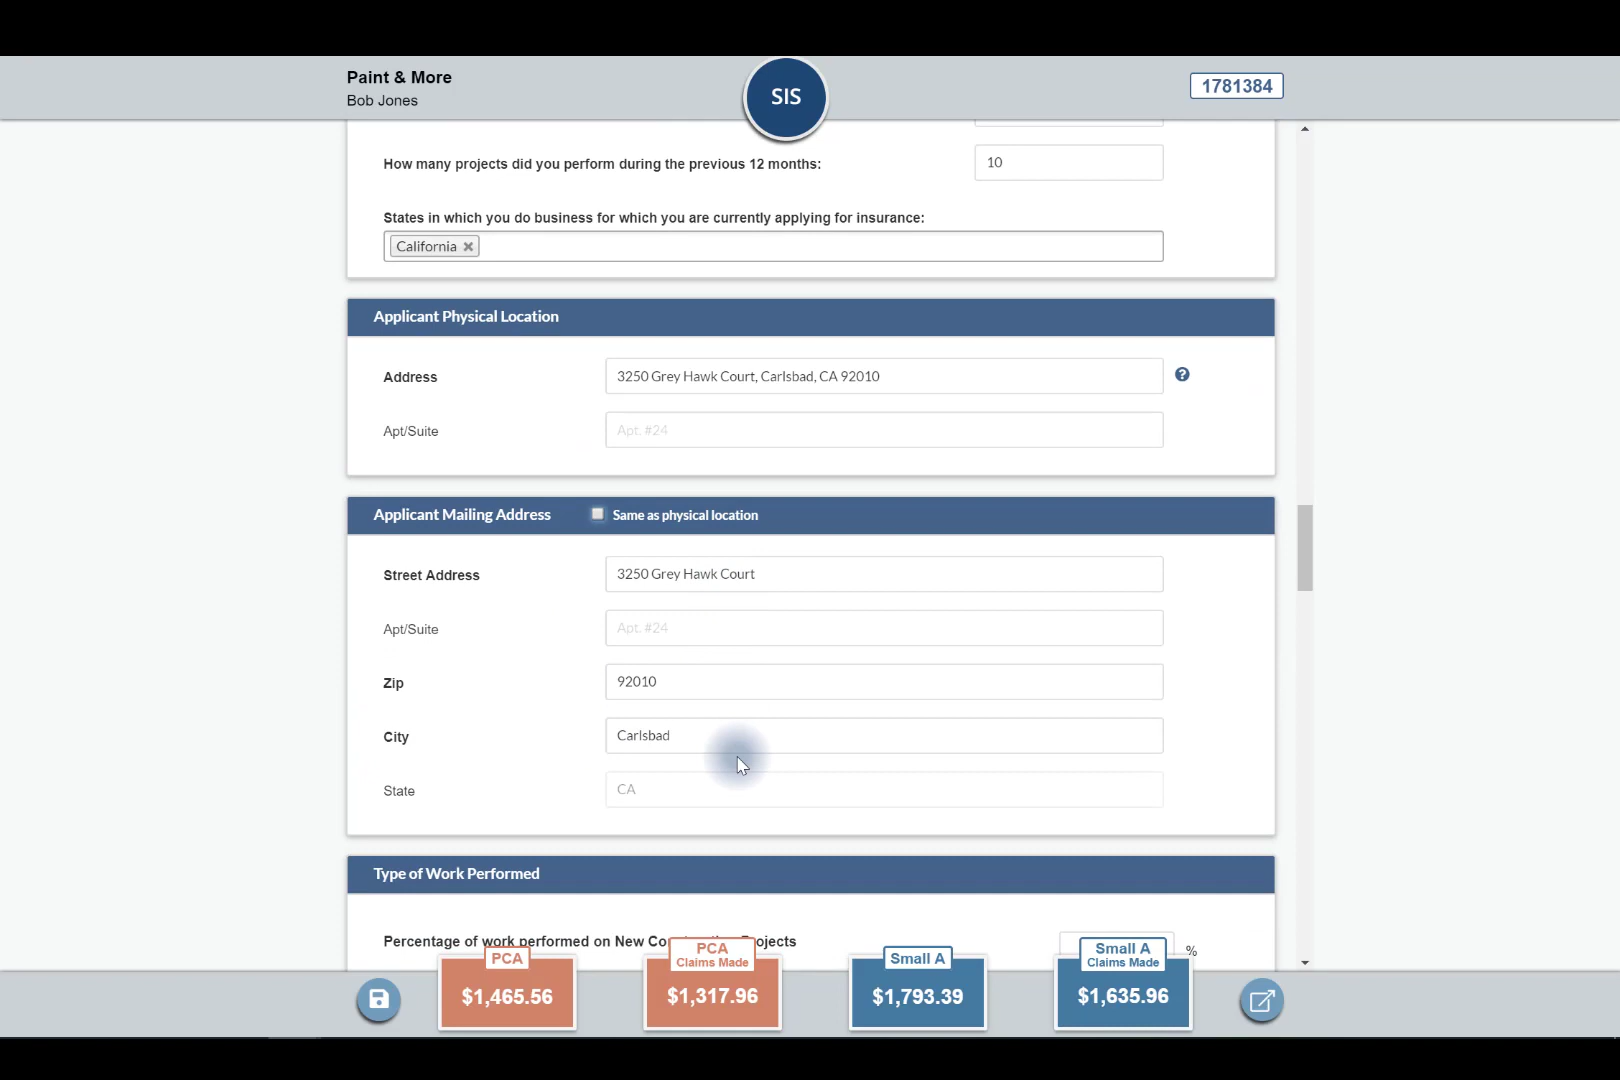 Paint & More
Bob Jones
SIS
1781384
How many projects did you perform during the previous 12 months:
10
States in which you do business for which you are currently applying for insurance:
California
Applicant Physical Location
Address
3250 Grey Hawk Court, Carlsbad, CA 92010
Apt/Suite
Apt. #24
Applicant Mailing Address
Same as physical location
Street Address
3250 Grey Hawk Court
Apt/Suite
Apt. #24
Zip
92010
City
Carlsbad
State
CA
Type of Work Performed
Percentage of work performed on New Construction Projects
%
PCA
$1,465.56
PCA
Claims Made
$1,317.96
Small A
$1,793.39
Small A
Claims Made
$1,635.96